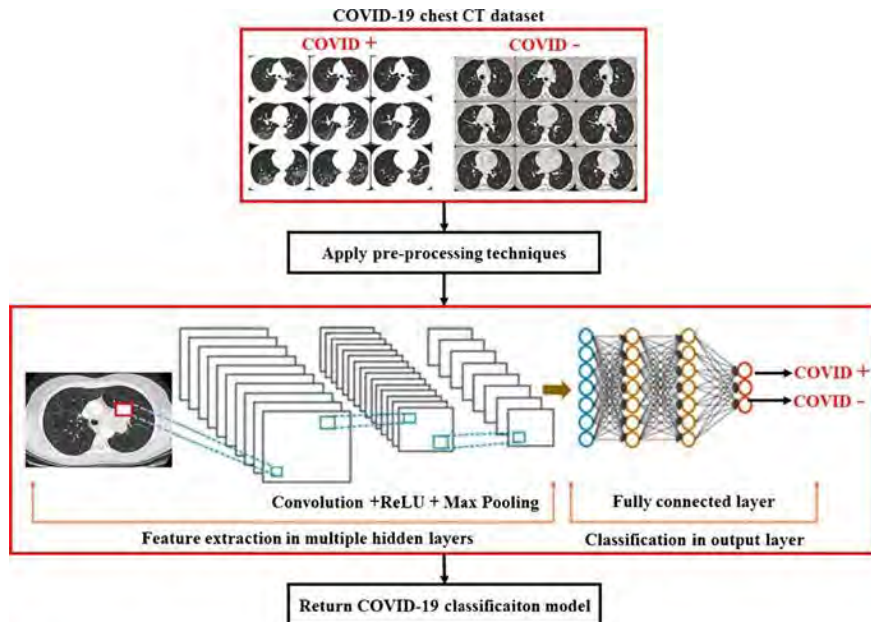 COVID-19 chest CT dataset
COVID + COVID -
Apply pre-processing techniques
COVID +
COVID -
Convolution +ReLU + Max Pooling
Fully connected layer
Feature extraction in multiple hidden layers
Classification in output layer
Return COVID-19 classificaiton model